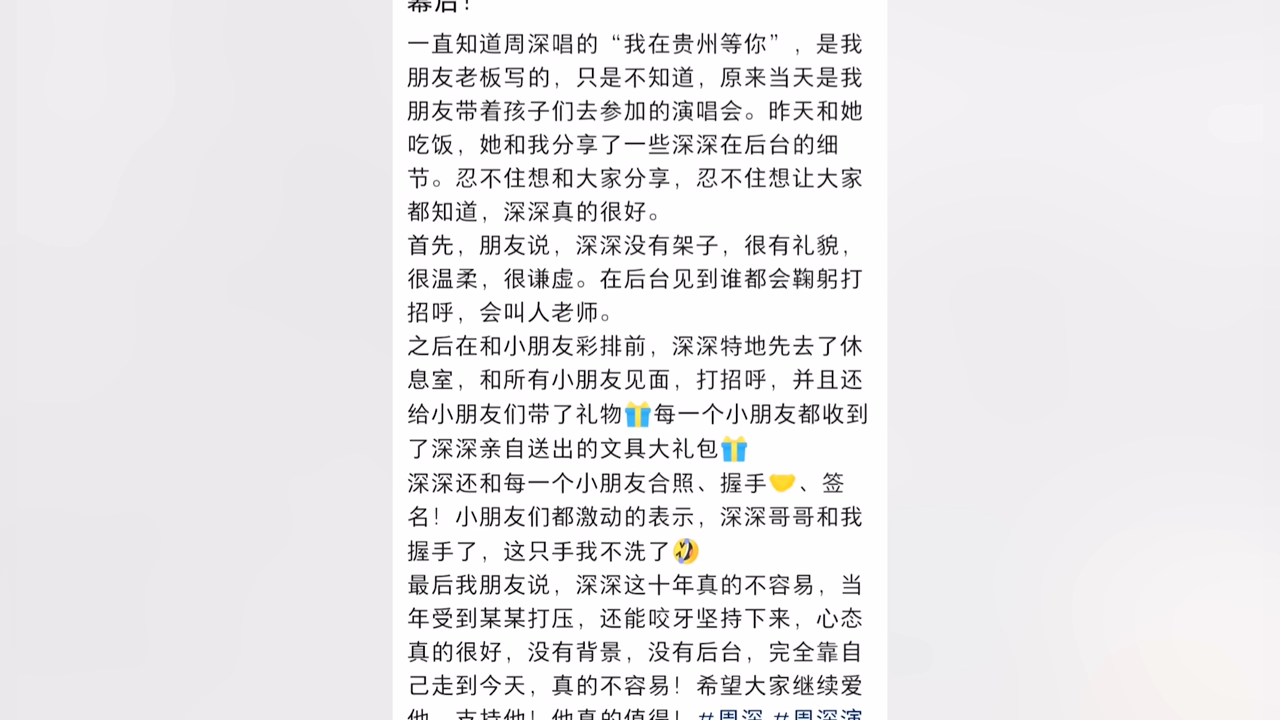 幕后！
一直知道周深唱的“我在贵州等你”，是我
朋友老板写的，只是不知道，原来当天是我
朋友带着孩子们去参加的演唱会。昨天和她
吃饭，她和我分享了一些深深在后台的细
节。忍不住想和大家分享，忍不住想让大家
都知道，深深真的很好。
首先，朋友说，深深没有架子，很有礼貌，
很温柔，很谦虚。在后台见到谁都会鞠躬打
招呼，会叫人老师。
之后在和小朋友彩排前，深深特地先去了休
息室，和所有小朋友见面，打招呼，并且还
给小朋友们带了礼物🎁每一个小朋友都收到
了深深亲自送出的文具大礼包🎁
深深还和每一个小朋友合照、握手🤝、签
名！小朋友们都激动的表示，深深哥哥和我
握手了，这只手我不洗了🤣
最后我朋友说，深深这十年真的不容易，当
年受到某某打压，还能咬牙坚持下来，心态
真的很好，没有背景，没有后台，完全靠自
己走到今天，真的不容易！希望大家继续爱
他，支持他！他真的值得！#周深 #周深演